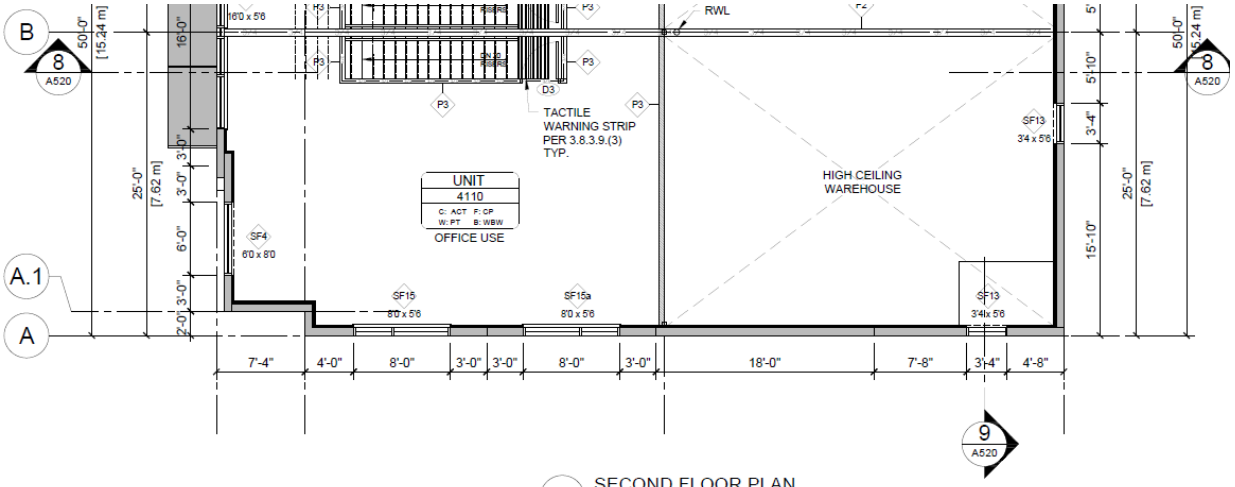 B
50'-0"
[15.24 m]
16'-0"
16'0 x 5'6
P3
RISERS
P3
RWL
P2
5'
50'-0"
[15.24 m]
8
A520
P3
DN 20
RISERS
P3
5'-10"
8
A520
D3
P3
P3
TACTILE
WARNING STRIP
PER 3.8.3.9.(3)
TYP.
SF13
3'4 x 5'6
3'-4"
3'-0"
3'-0"
25'-0"
[7.62 m]
UNIT
4110
C: ACT F: CP
W: PT B: WBW
OFFICE USE
HIGH CEILING
WAREHOUSE
25'-0"
[7.62 m]
SF4
6'0 x 8'0
6'-0"
15'-10"
A.1
3'-0"
SF15
8'0 x 5'6
SF15a
8'0 x 5'6
SF13
3'4 x 5'6
A
2'-0"
7'-4"
4'-0"
8'-0"
3'-0"
3'-0"
8'-0"
3'-0"
18'-0"
7'-8"
3'-4"
4'-8"
9
A520
SECOND FLOOR PLAN